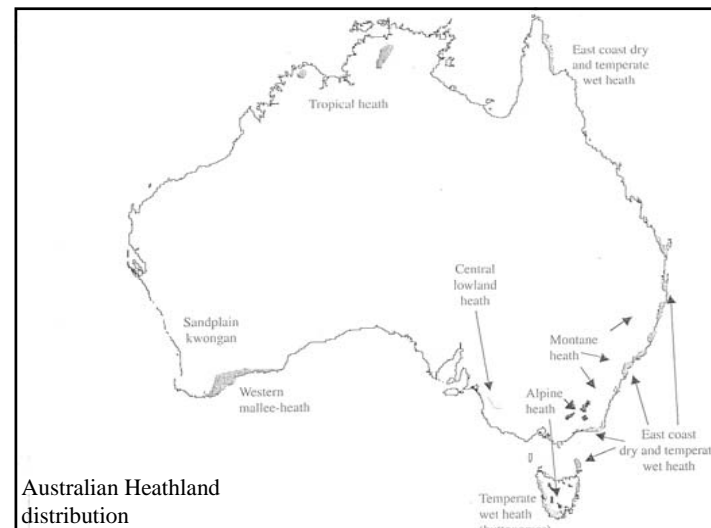 East coast dry
and temperate
wet heath
Tropical heath
Central
lowland
heath
Sandplain
kwongan
Montane
heath
Western
mallee-heath
Alpine
heath
East coast
dry and temperat
wet heath
Australian Heathland
distribution
Temperate
wet heath